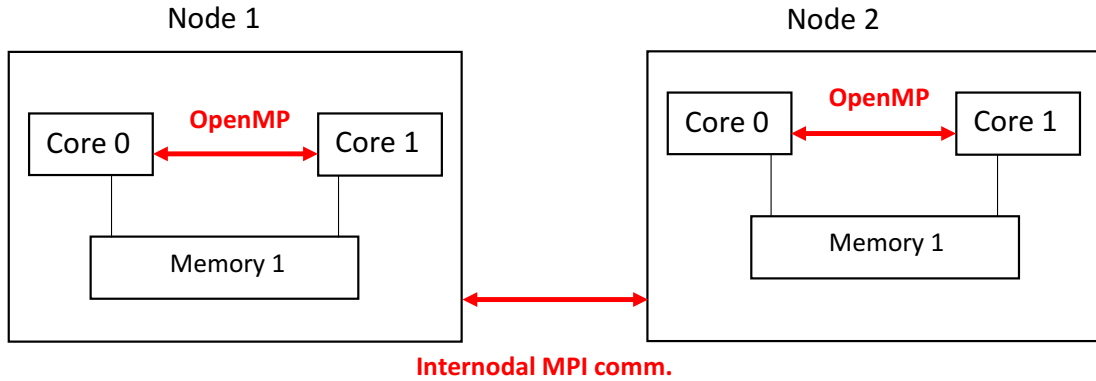 Node 1
Node 2
OpenMP
Core 0
Core 1
Memory 1
OpenMP
Core 0
Core 1
Memory 1
Internodal MPI comm.